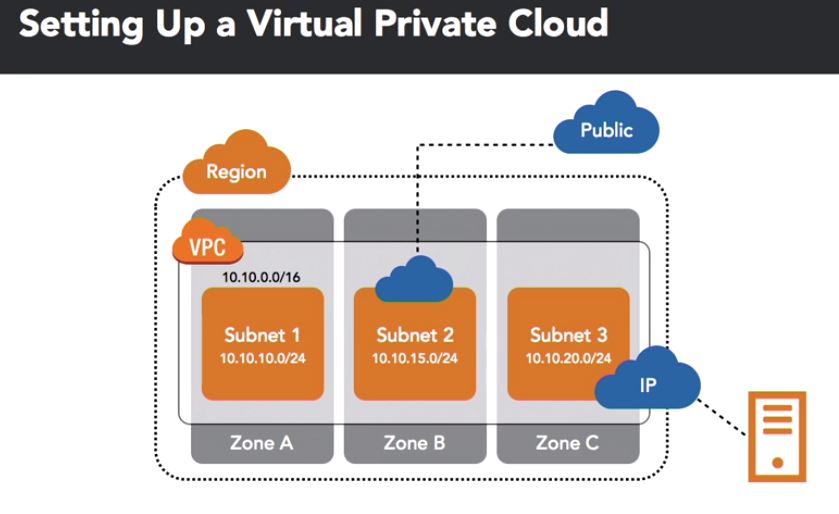 Setting Up a Virtual Private Cloud
Public
Region
VPC
10.10.0.0/16
Subnet 1
10.10.10.0/24
Subnet 2
10.10.15.0/24
Subnet 3
10.10.20.0/24
IP
Zone A
Zone B
Zone C